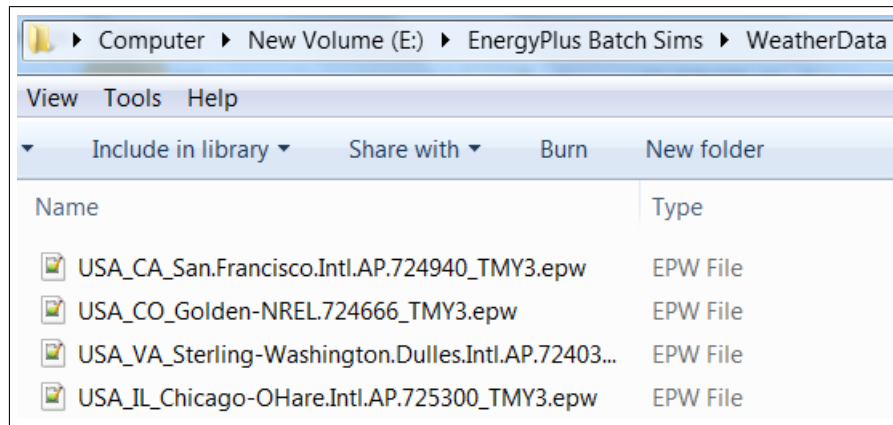 Computer ▸ New Volume (E:) ▸ EnergyPlus Batch Sims ▸ WeatherData
View Tools Help
Include in library Share with Burn New folder
Name Type
USA_CA_San.Francisco.Intl.AP.724940_TMY3.epw EPW File
USA_CO_Golden-NREL.724666_TMY3.epw EPW File
USA_VA_Sterling-Washington.Dulles.Intl.AP.72403... EPW File
USA_IL_Chicago-OHare.Intl.AP.725300_TMY3.epw EPW File